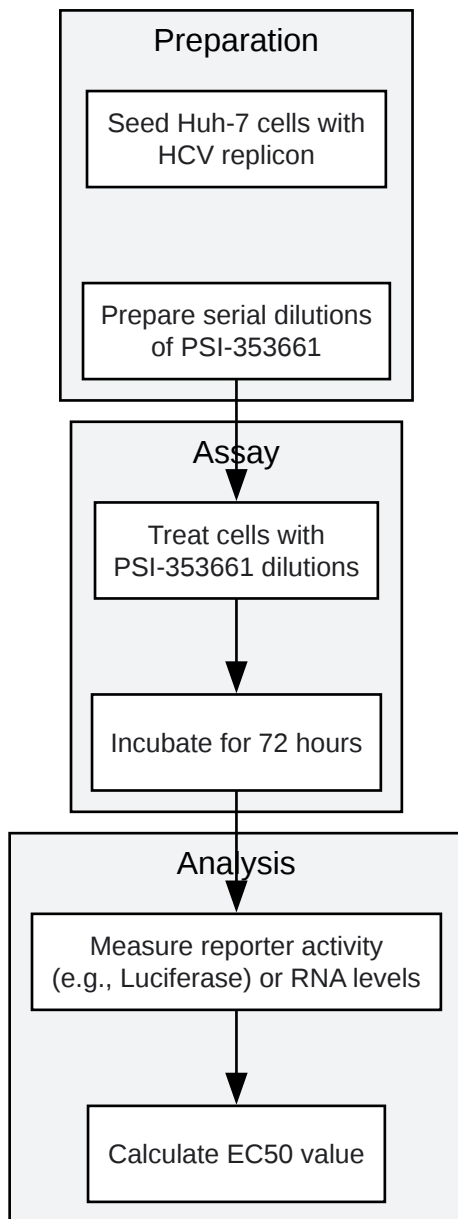 Preparation
Seed Huh-7 cells with
HCV replicon
Prepare serial dilutions
of PSI-353661
Assay
Treat cells with
PSI-353661 dilutions
Incubate for 72 hours
Analysis
Measure reporter activity
(e.g., Luciferase) or RNA levels
Calculate EC50 value